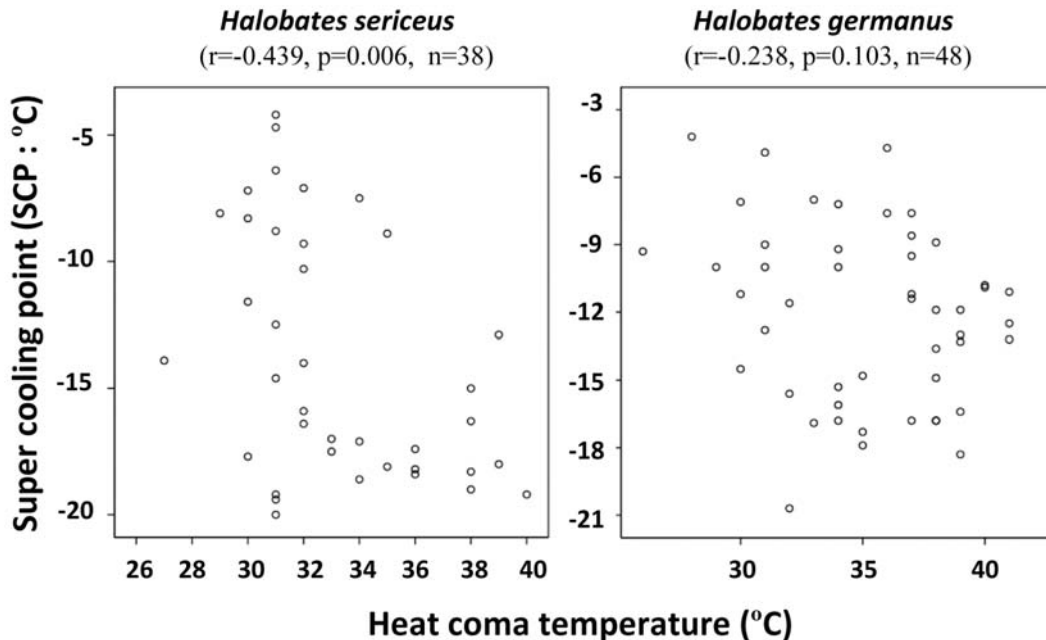 Halobates sericeus
(r=-0.439, p=0.006, n=38)
Halobates germanus
(r=-0.238, p=0.103, n=48)
Super cooling point (SCP : ºC)
-5
-10
-15
-20
26 28 30 32 34 36 38 40
-3
-6
-9
-12
-15
-18
-21
30 35 40
Heat coma temperature (ºC)